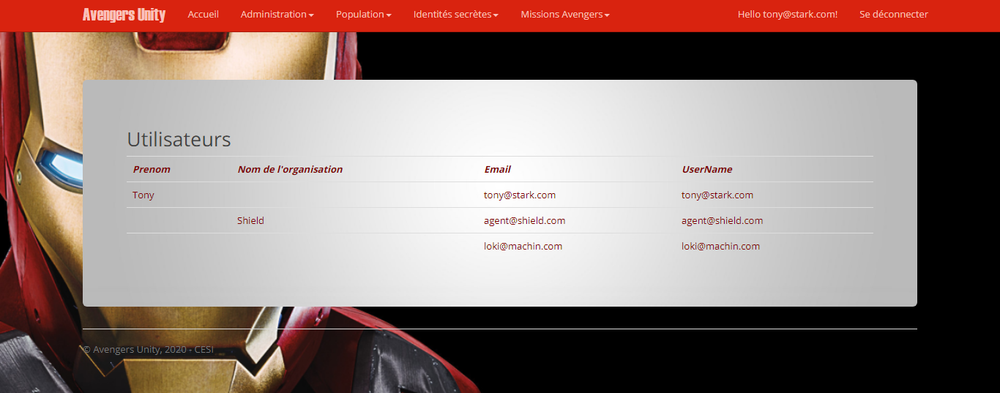 Avengers Unity Accueil Administration Population Identités secrètes Missions Avengers Hello tony@stark.com! Se déconnecter
Utilisateurs
Prenom Nom de l'organisation Email UserName
Tony tony@stark.com tony@stark.com
Shield agent@shield.com agent@shield.com
loki@machin.com loki@machin.com
© Avengers Unity, 2020 - CESI